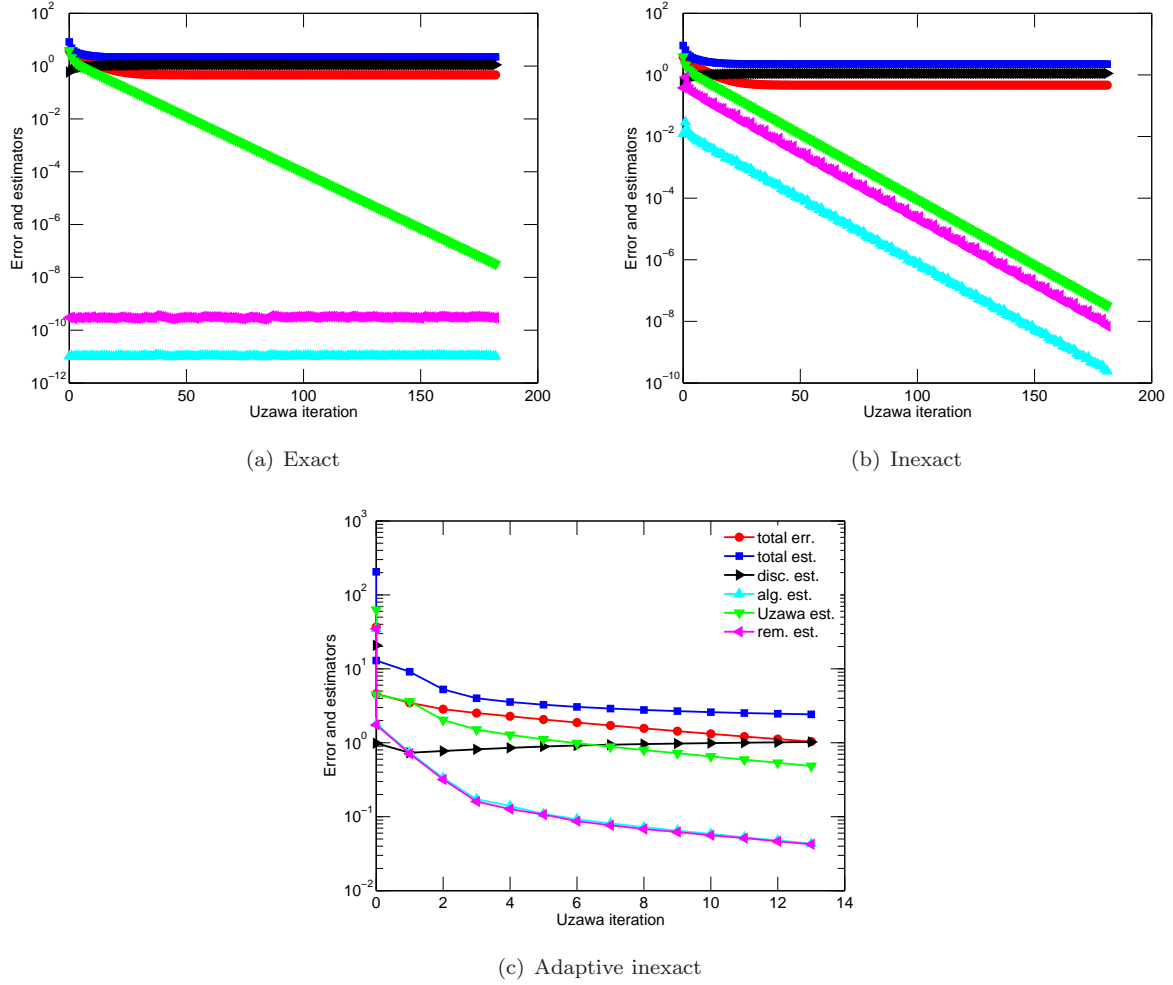 10^2
10^0
10^-2
10^-4
10^-6
10^-8
10^-10
10^-12
Error and estimators
0 50 100 150 200
Uzawa iteration
(a) Exact
10^2
10^0
10^-2
10^-4
10^-6
10^-8
10^-10
Error and estimators
0 50 100 150 200
Uzawa iteration
(b) Inexact
10^3
10^2
10^1
10^0
10^-1
10^-2
Error and estimators
total err.
total est.
disc. est.
alg. est.
Uzawa est.
rem. est.
0 2 4 6 8 10 12 14
Uzawa iteration
(c) Adaptive inexact